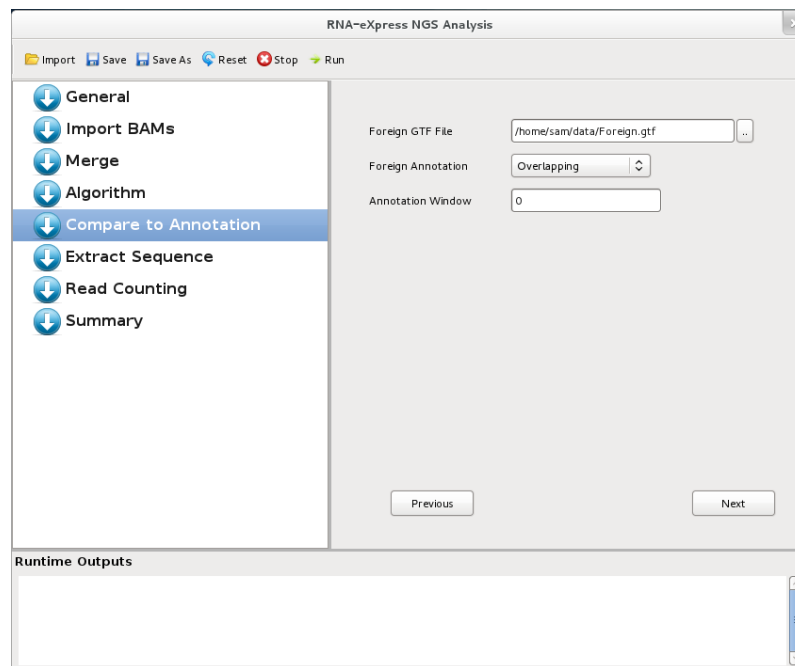 RNA-eXpress NGS Analysis
Import Save Save As Reset Stop Run
General
Import BAMs
Merge
Algorithm
Compare to Annotation
Extract Sequence
Read Counting
Summary
Foreign GTF File /home/sam/data/Foreign.gtf ..
Foreign Annotation Overlapping
Annotation Window 0
Previous Next
Runtime Outputs